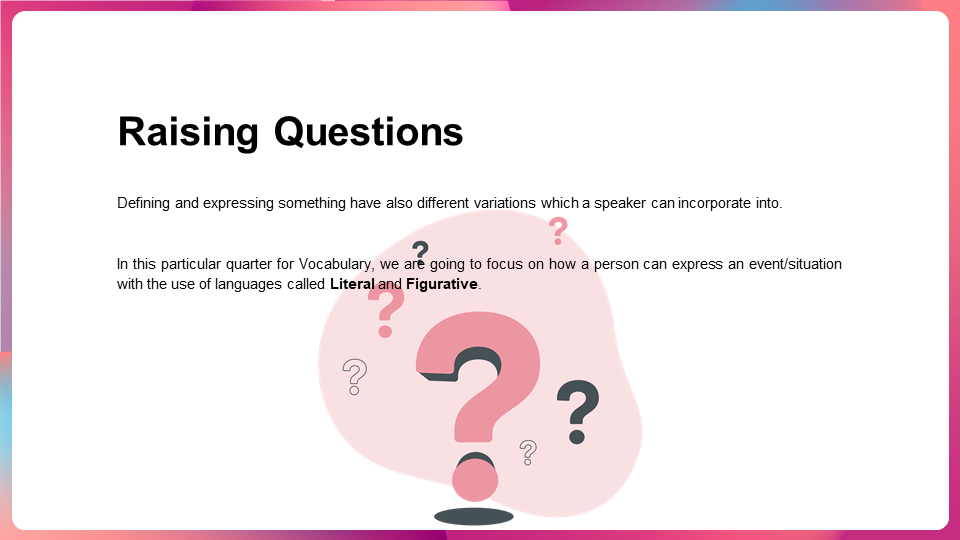 Raising Questions
Defining and expressing something have also different variations which a speaker can incorporate into.
In this particular quarter for Vocabulary, we are going to focus on how a person can express an event/situation
with the use of languages called Literal and Figurative.
?
?
?
?
?
?
?